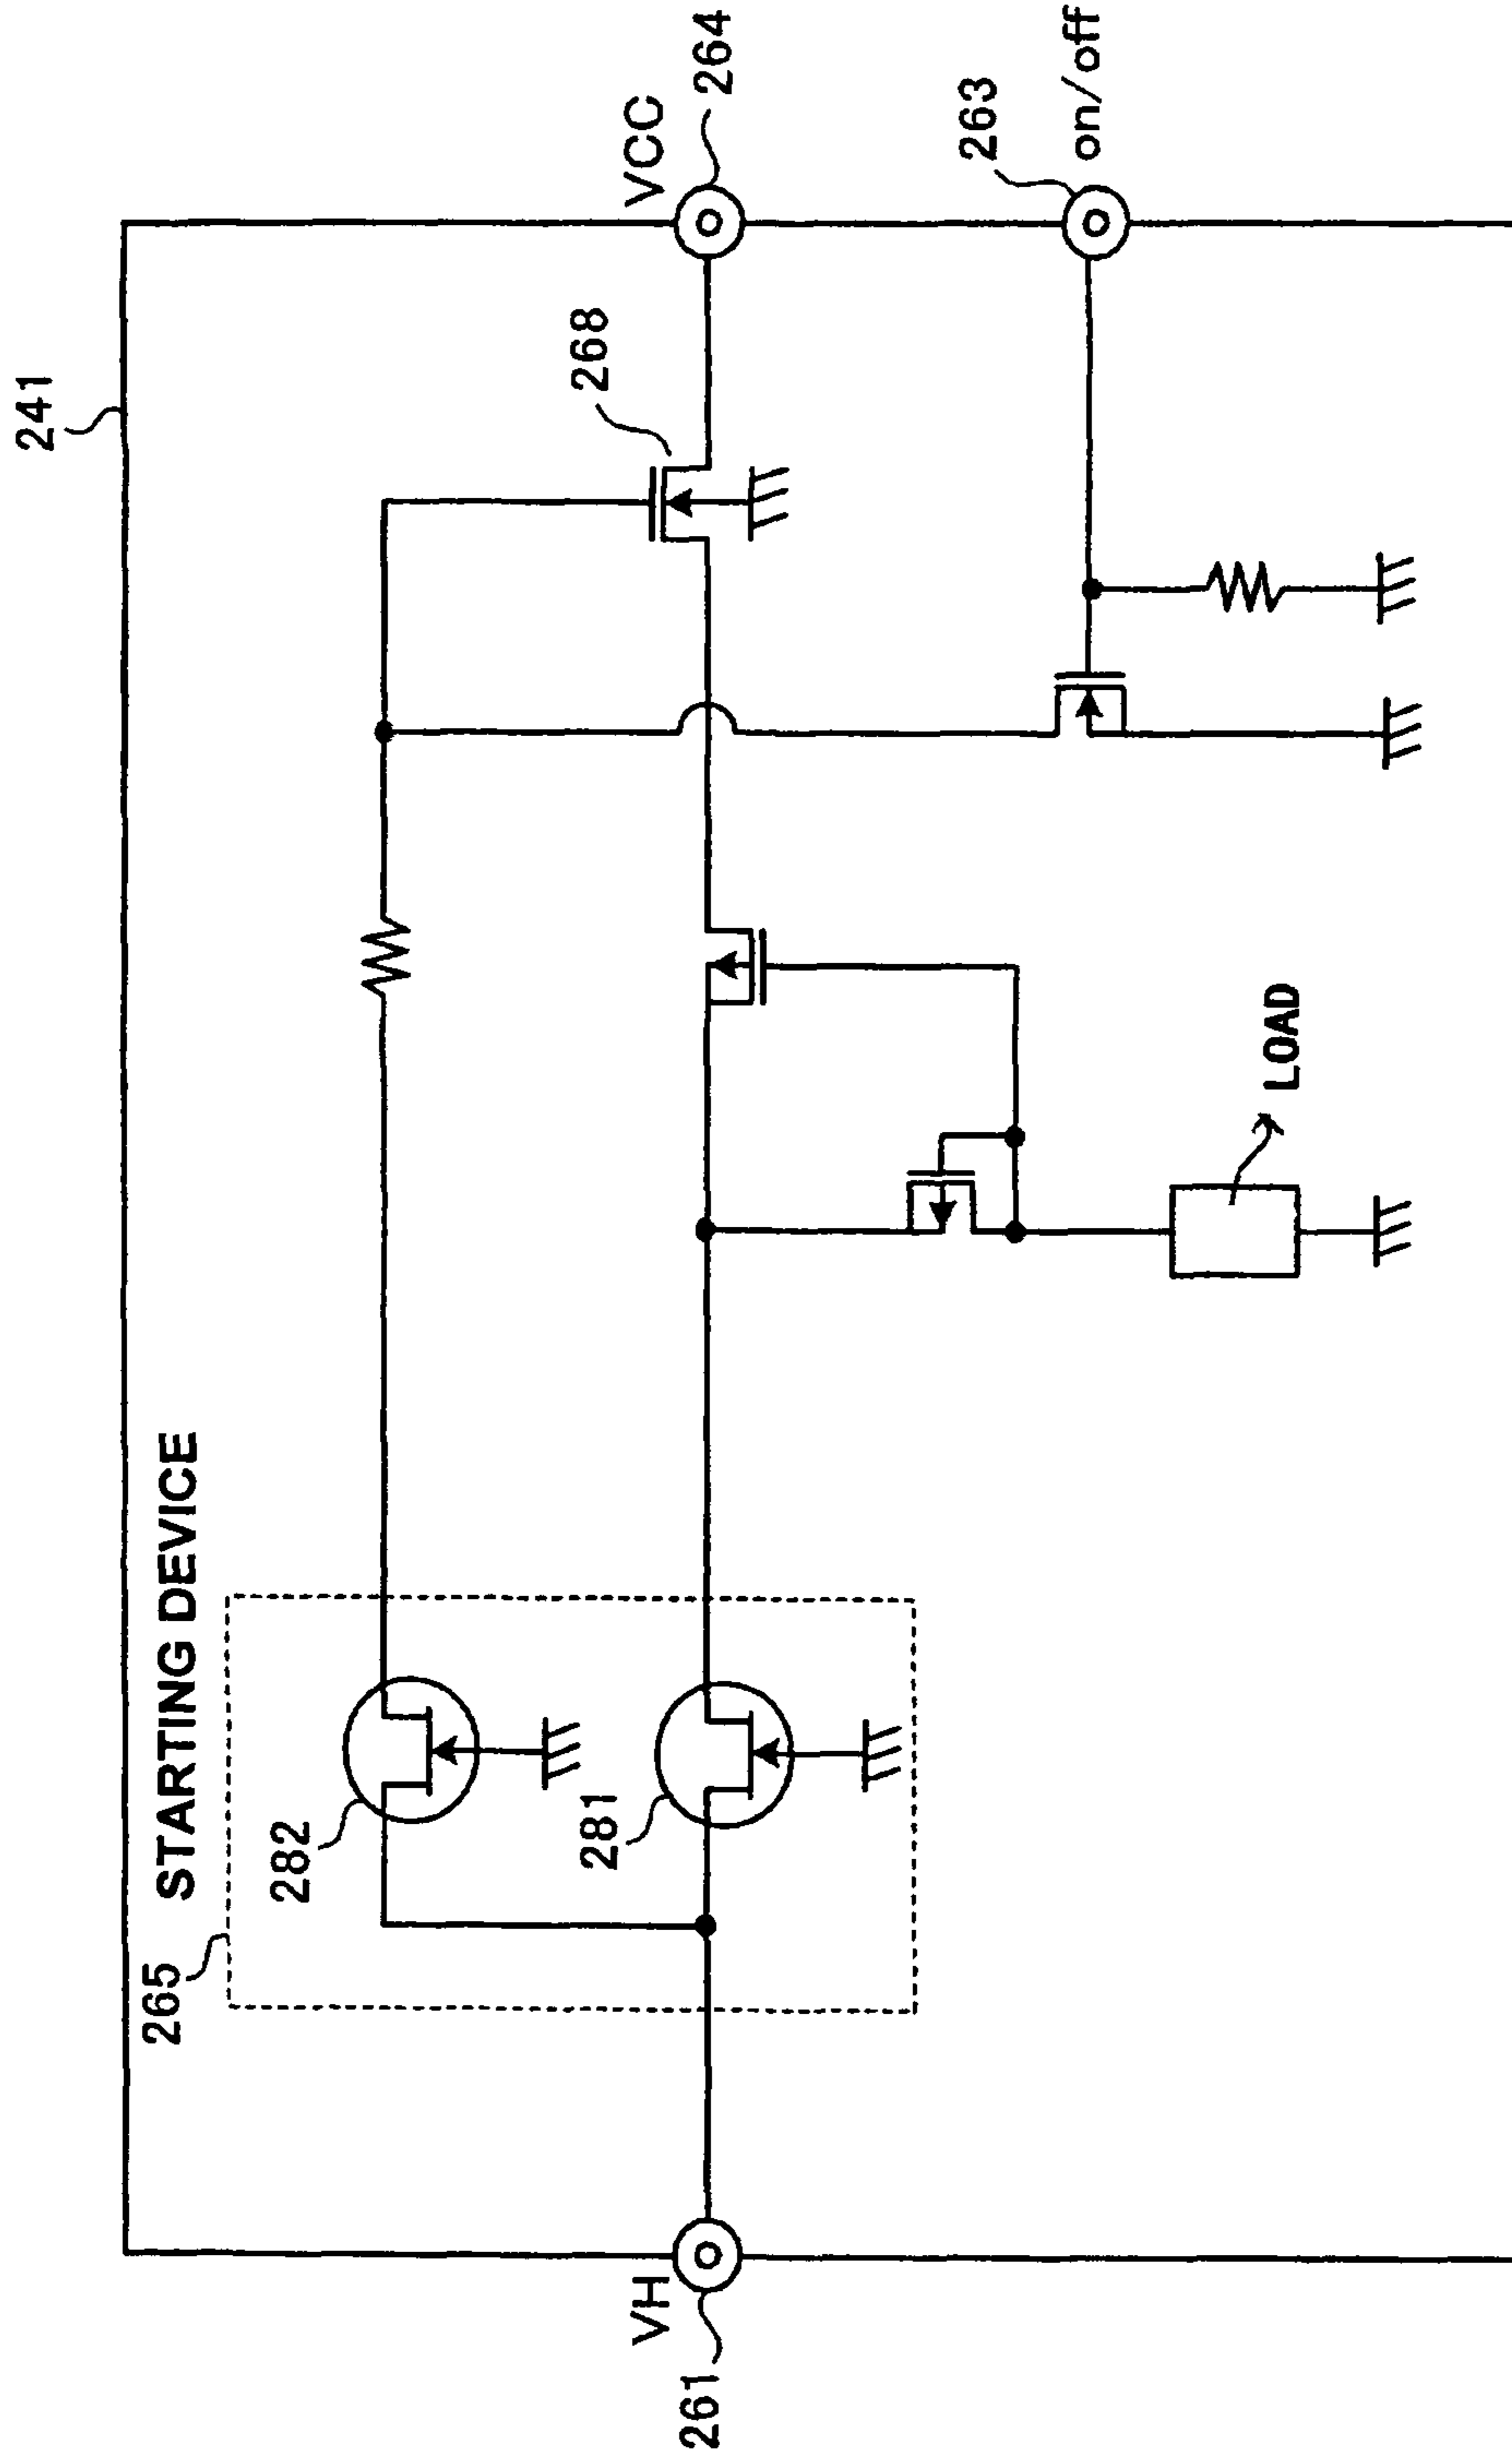 241
265 STARTING DEVICE
282
281
VH
261
268
VCC
264
263
on/off
LOAD